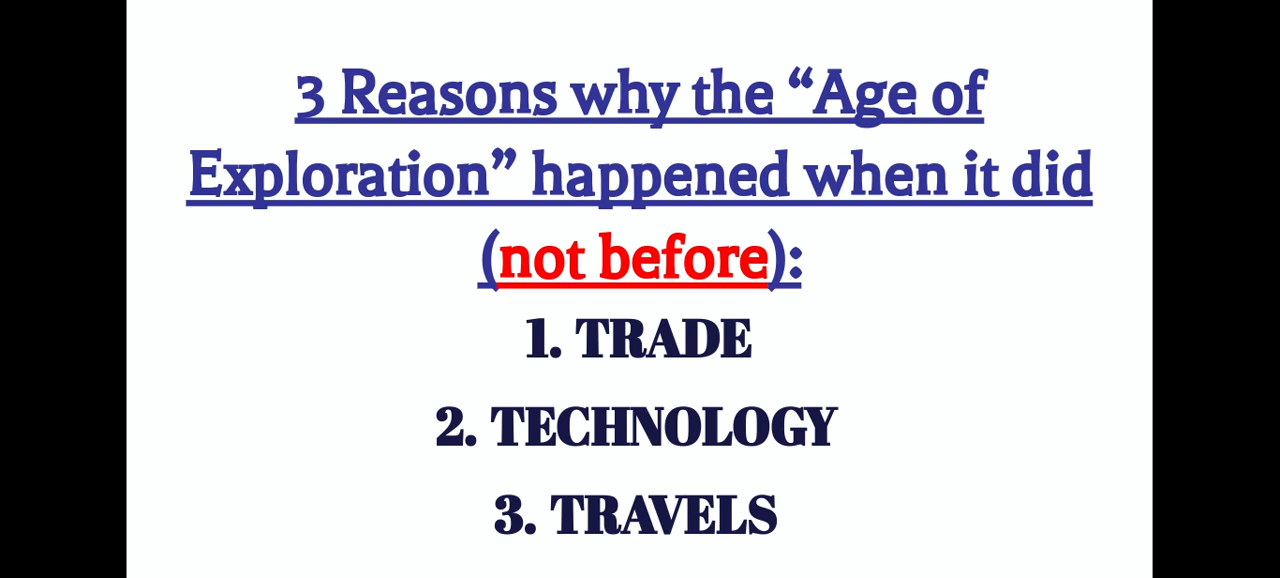 3 Reasons why the “Age of
Exploration” happened when it did
(not before):
1. TRADE
2. TECHNOLOGY
3. TRAVELS